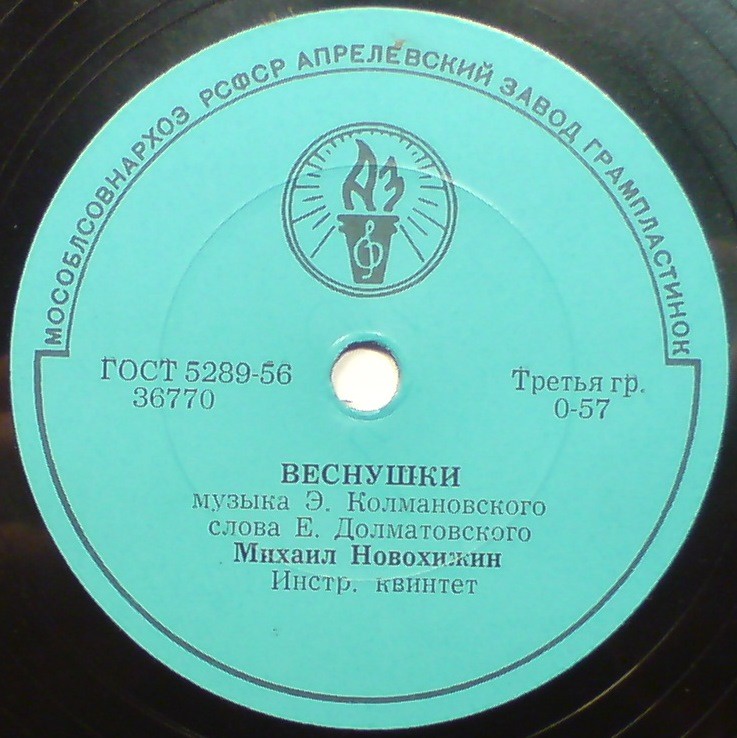 МОСОБЛСОВНАРХОЗ РСФСР АПРЕЛЕВСКИЙ ЗАВОД ГРАМПЛАСТИНОК
АЗ
ГОСТ 5289-56
36770
Третья гр.
0-57
ВЕСНУШКИ
музыка Э. Колмановского
слова Е. Долматовского
Михаил Новохижин
Инстр. квинтет